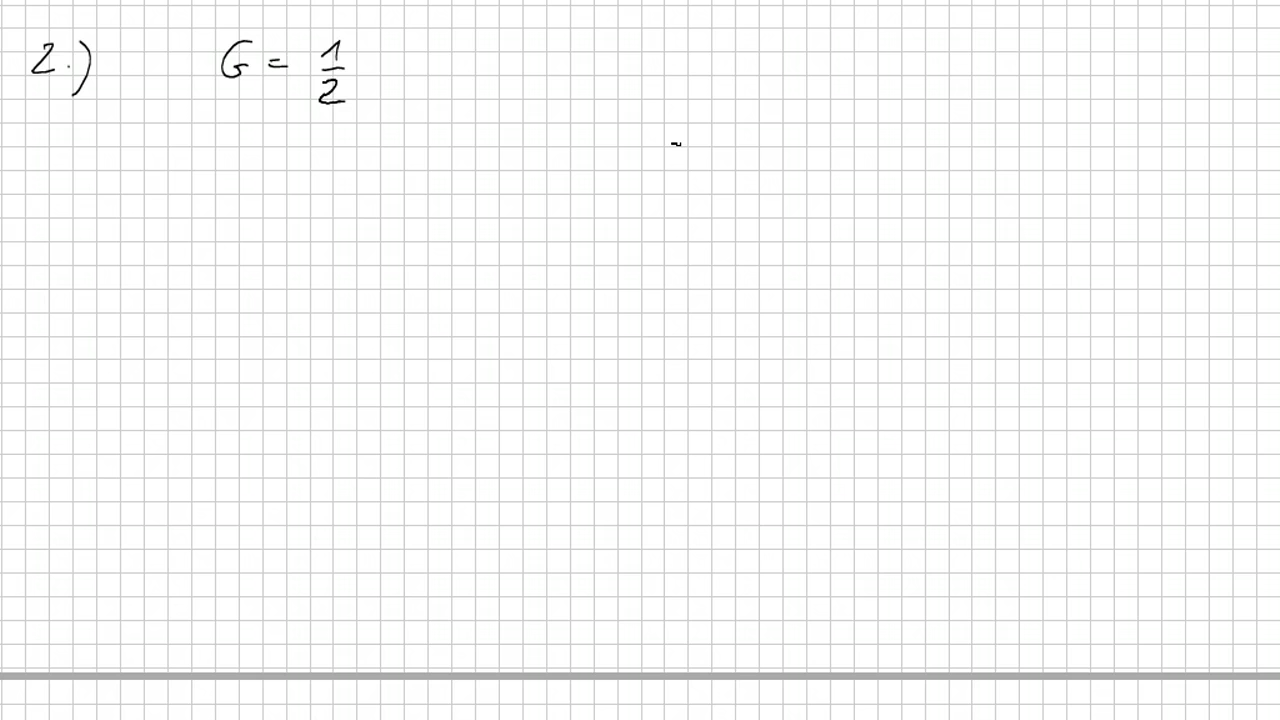 2.) G = 1/2